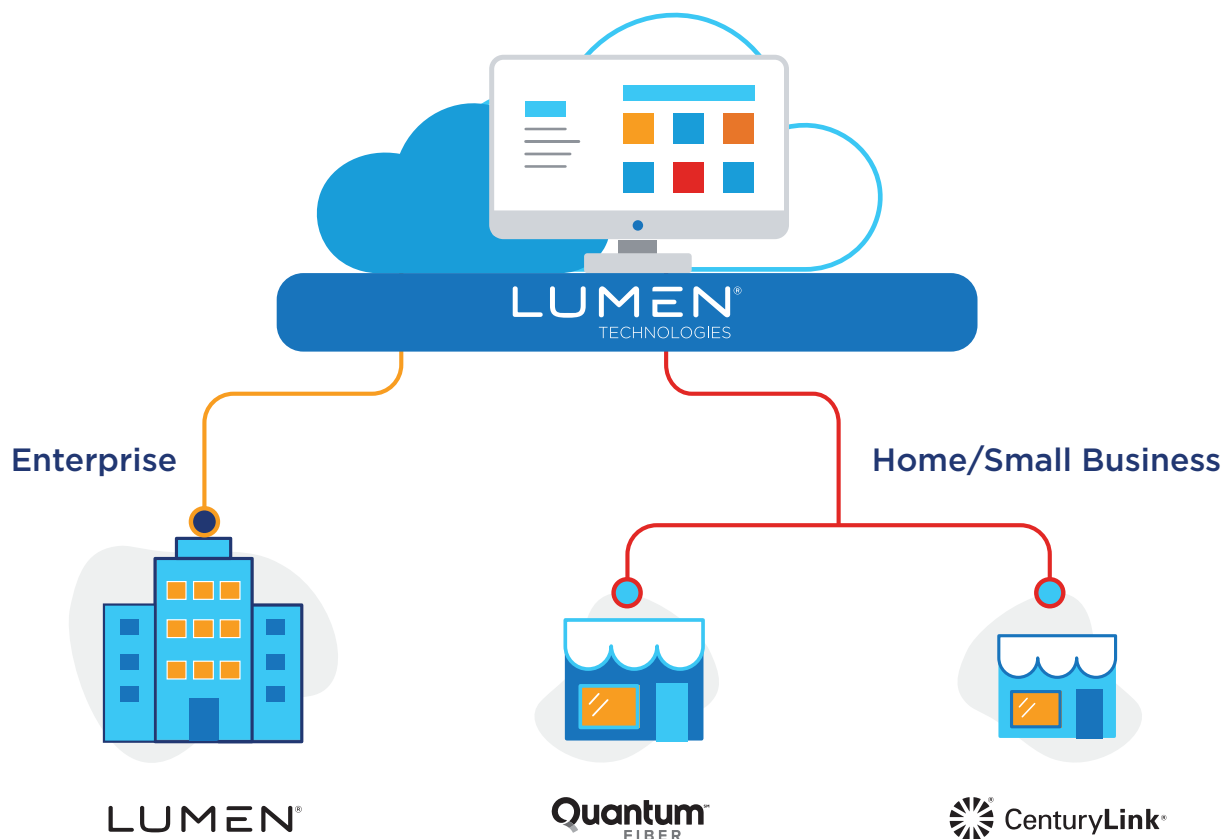 LUMEN®
TECHNOLOGIES
Enterprise
Home/Small Business
LUMEN®
Quantum℠
FIBER
CenturyLink®